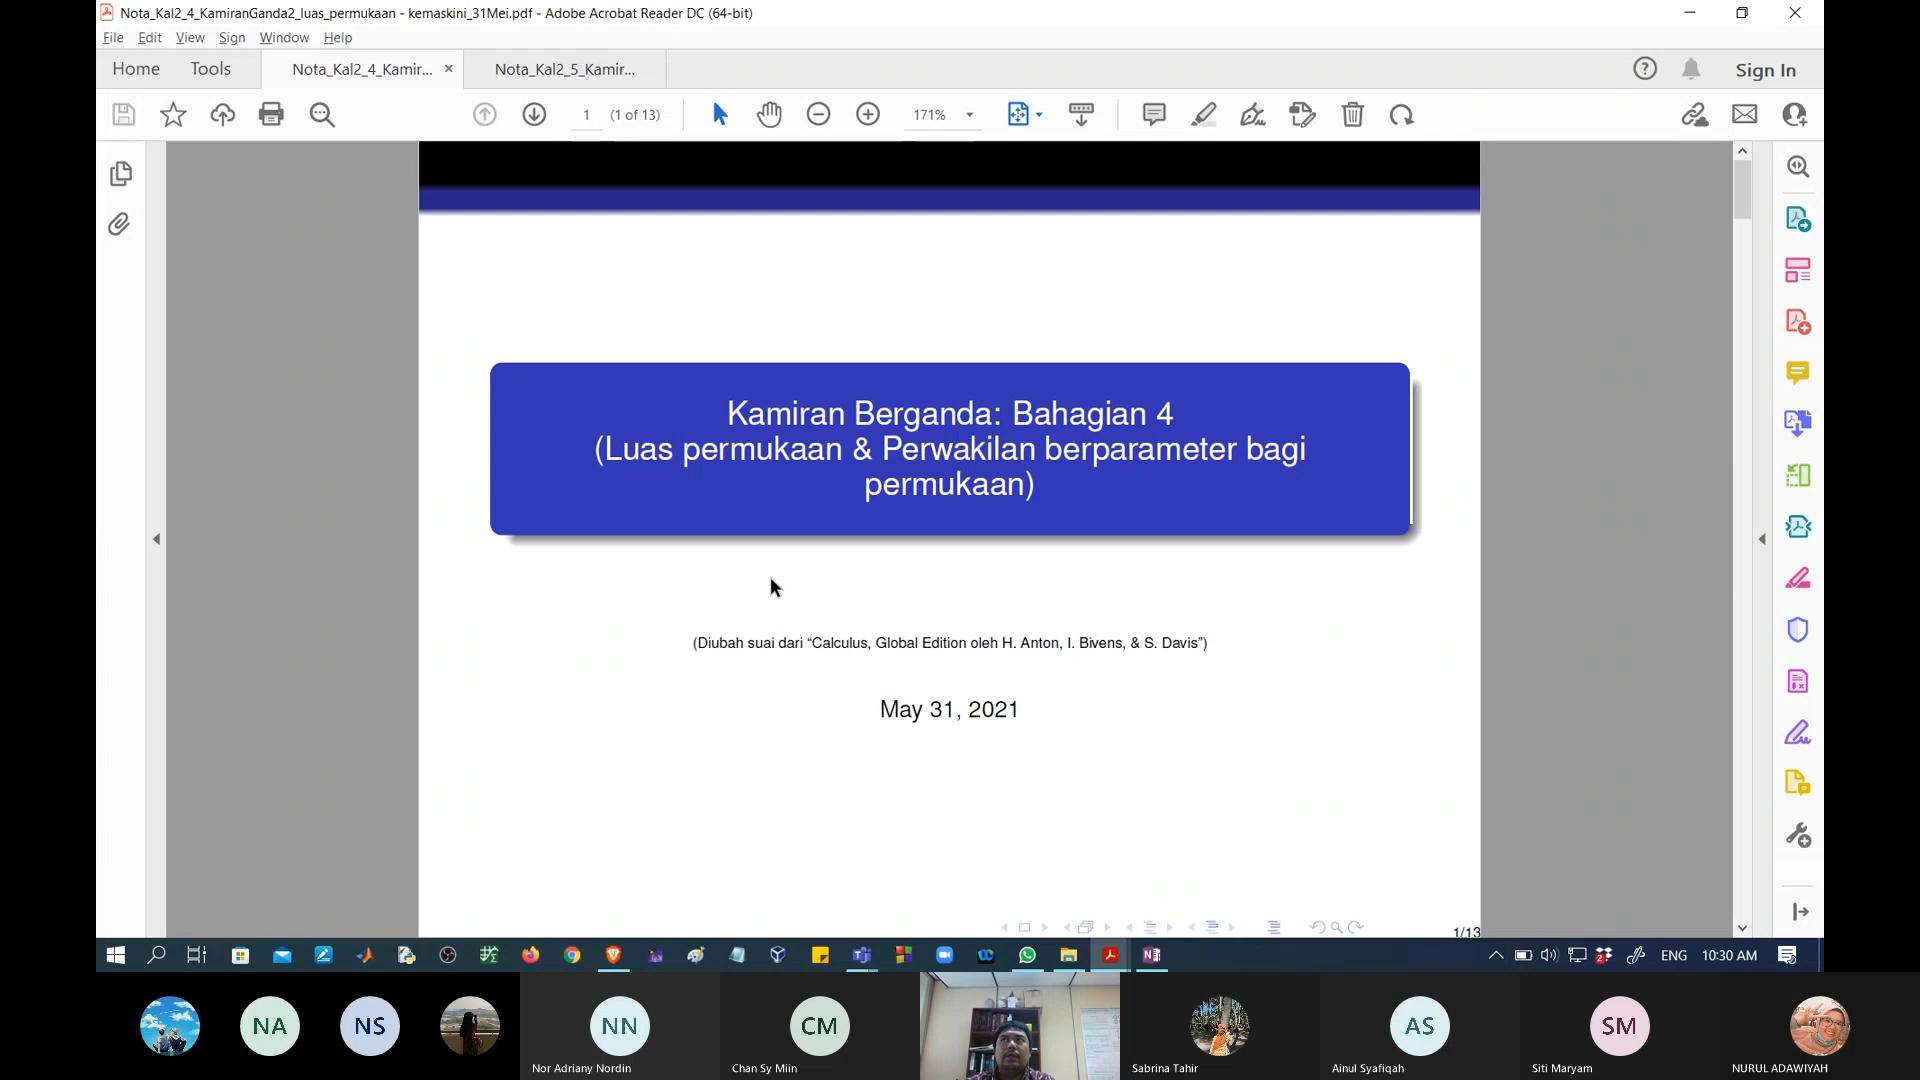 Nota_Kal2_4_KamiranGanda2_luas_permukaan - kemaskini_31Mei.pdf - Adobe Acrobat Reader DC (64-bit)
File Edit View Sign Window Help
Home Tools Nota_Kal2_4_Kamir... Nota_Kal2_5_Kamir... Sign In
1 (1 of 13) 171%
Kamiran Berganda: Bahagian 4
(Luas permukaan & Perwakilan berparameter bagi
permukaan)
(Diubah suai dari “Calculus, Global Edition oleh H. Anton, I. Bivens, & S. Davis”)
May 31, 2021
1/13
ENG 10:30 AM
NA NS NN CM AS SM
Nor Adriany Nordin Chan Sy Miin Sabrina Tahir Ainul Syafiqah Siti Maryam NURUL ADAWIYAH